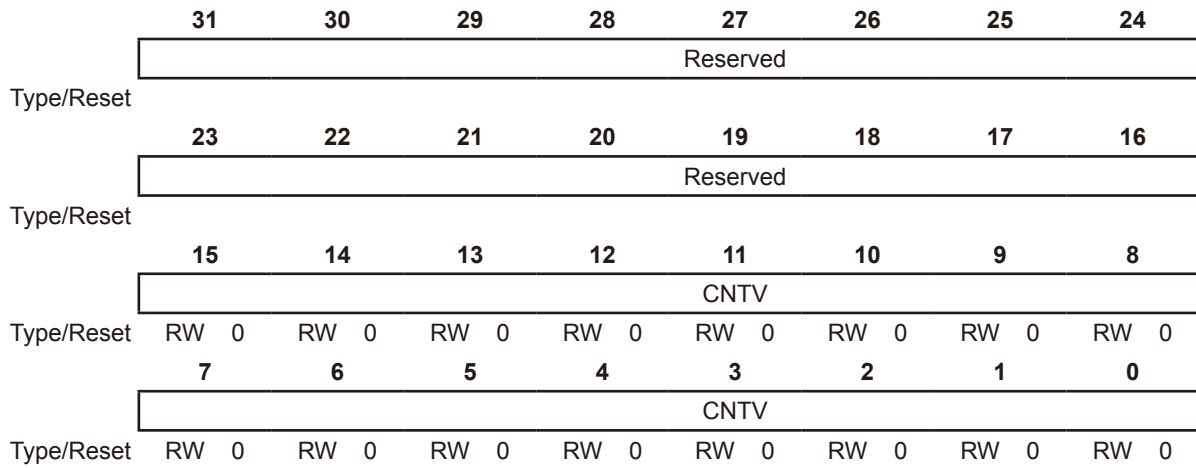 31 30 29 28 27 26 25 24
Reserved
Type/Reset
23 22 21 20 19 18 17 16
Reserved
Type/Reset
15 14 13 12 11 10 9 8
CNTV
Type/Reset RW 0 RW 0 RW 0 RW 0 RW 0 RW 0 RW 0 RW 0
7 6 5 4 3 2 1 0
CNTV
Type/Reset RW 0 RW 0 RW 0 RW 0 RW 0 RW 0 RW 0 RW 0